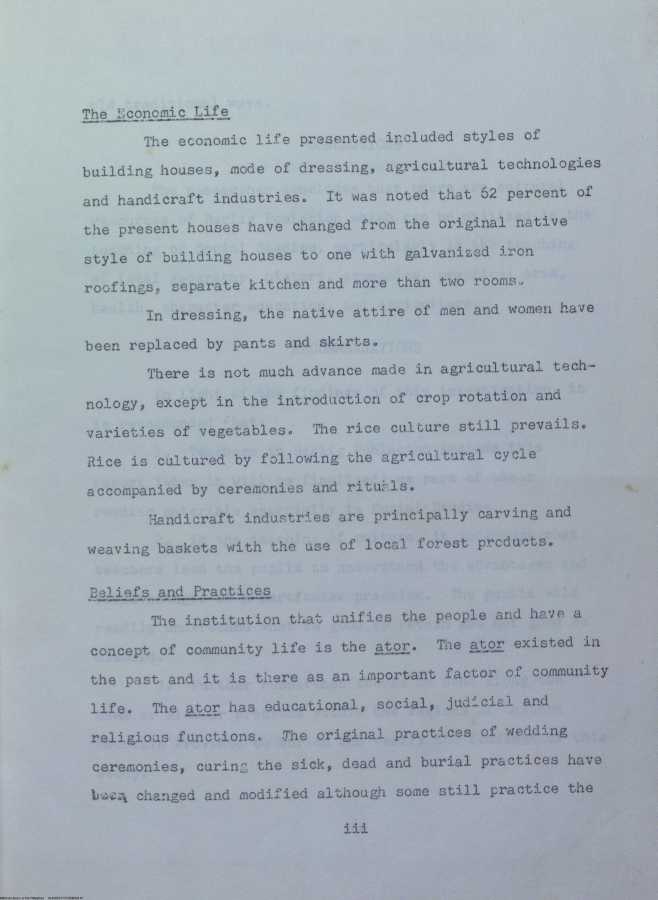 The Economic Life
The economic life presented included styles of
building houses, mode of dressing, agricultural technologies
and handicraft industries. It was noted that 62 percent of
the present houses have changed from the original native
style of building houses to one with galvanized iron
roofings, separate kitchen and more than two rooms.
In dressing, the native attire of men and women have
been replaced by pants and skirts.
There is not much advance made in agricultural tech-
nology, except in the introduction of crop rotation and
varieties of vegetables. The rice culture still prevails.
Rice is cultured by following the agricultural cycle
accompanied by ceremonies and rituals.
Handicraft industries are principally carving and
weaving baskets with the use of local forest products.
Beliefs and Practices
The institution that unifies the people and have a
concept of community life is the ator. The ator existed in
the past and it is there as an important factor of community
life. The ator has educational, social, judicial and
religious functions. The original practices of wedding
ceremonies, curing the sick, dead and burial practices have
been changed and modified although some still practice the
iii